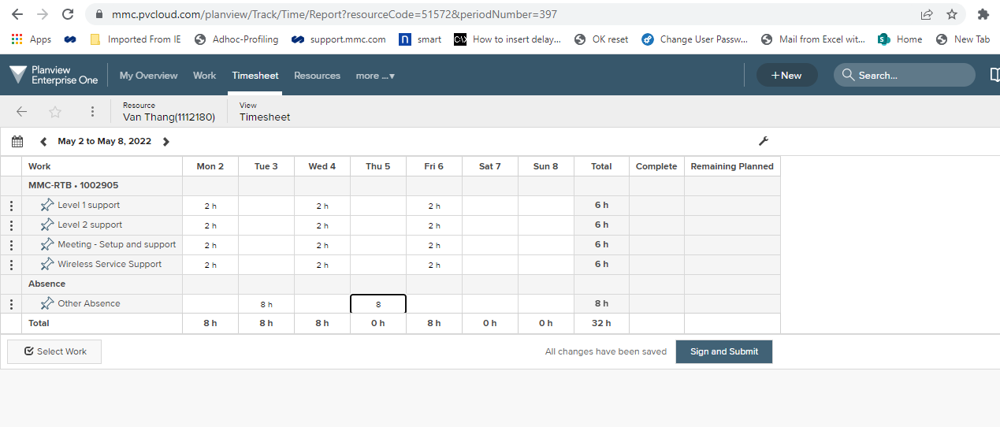 mmc.pvcloud.com/planview/Track/Time/Report?resourceCode=51572&periodNumber=397
Apps Imported From IE Adhoc-Profiling support.mmc.com n smart C:\ How to insert delay... OK reset Change User Passw... Mail from Excel wit... S Home New Tab
Planview
Enterprise One My Overview Work Timesheet Resources more ...▾ +New Search...
Resource View
Van Thang(1112180) Timesheet
May 2 to May 8, 2022
Work Mon 2 Tue 3 Wed 4 Thu 5 Fri 6 Sat 7 Sun 8 Total Complete Remaining Planned
MMC-RTB • 1002905
Level 1 support 2 h 2 h 2 h 6 h
Level 2 support 2 h 2 h 2 h 6 h
Meeting - Setup and support 2 h 2 h 2 h 6 h
Wireless Service Support 2 h 2 h 2 h 6 h
Absence
Other Absence 8 h 8 8 h
Total 8 h 8 h 8 h 0 h 8 h 0 h 0 h 32 h
Select Work All changes have been saved Sign and Submit